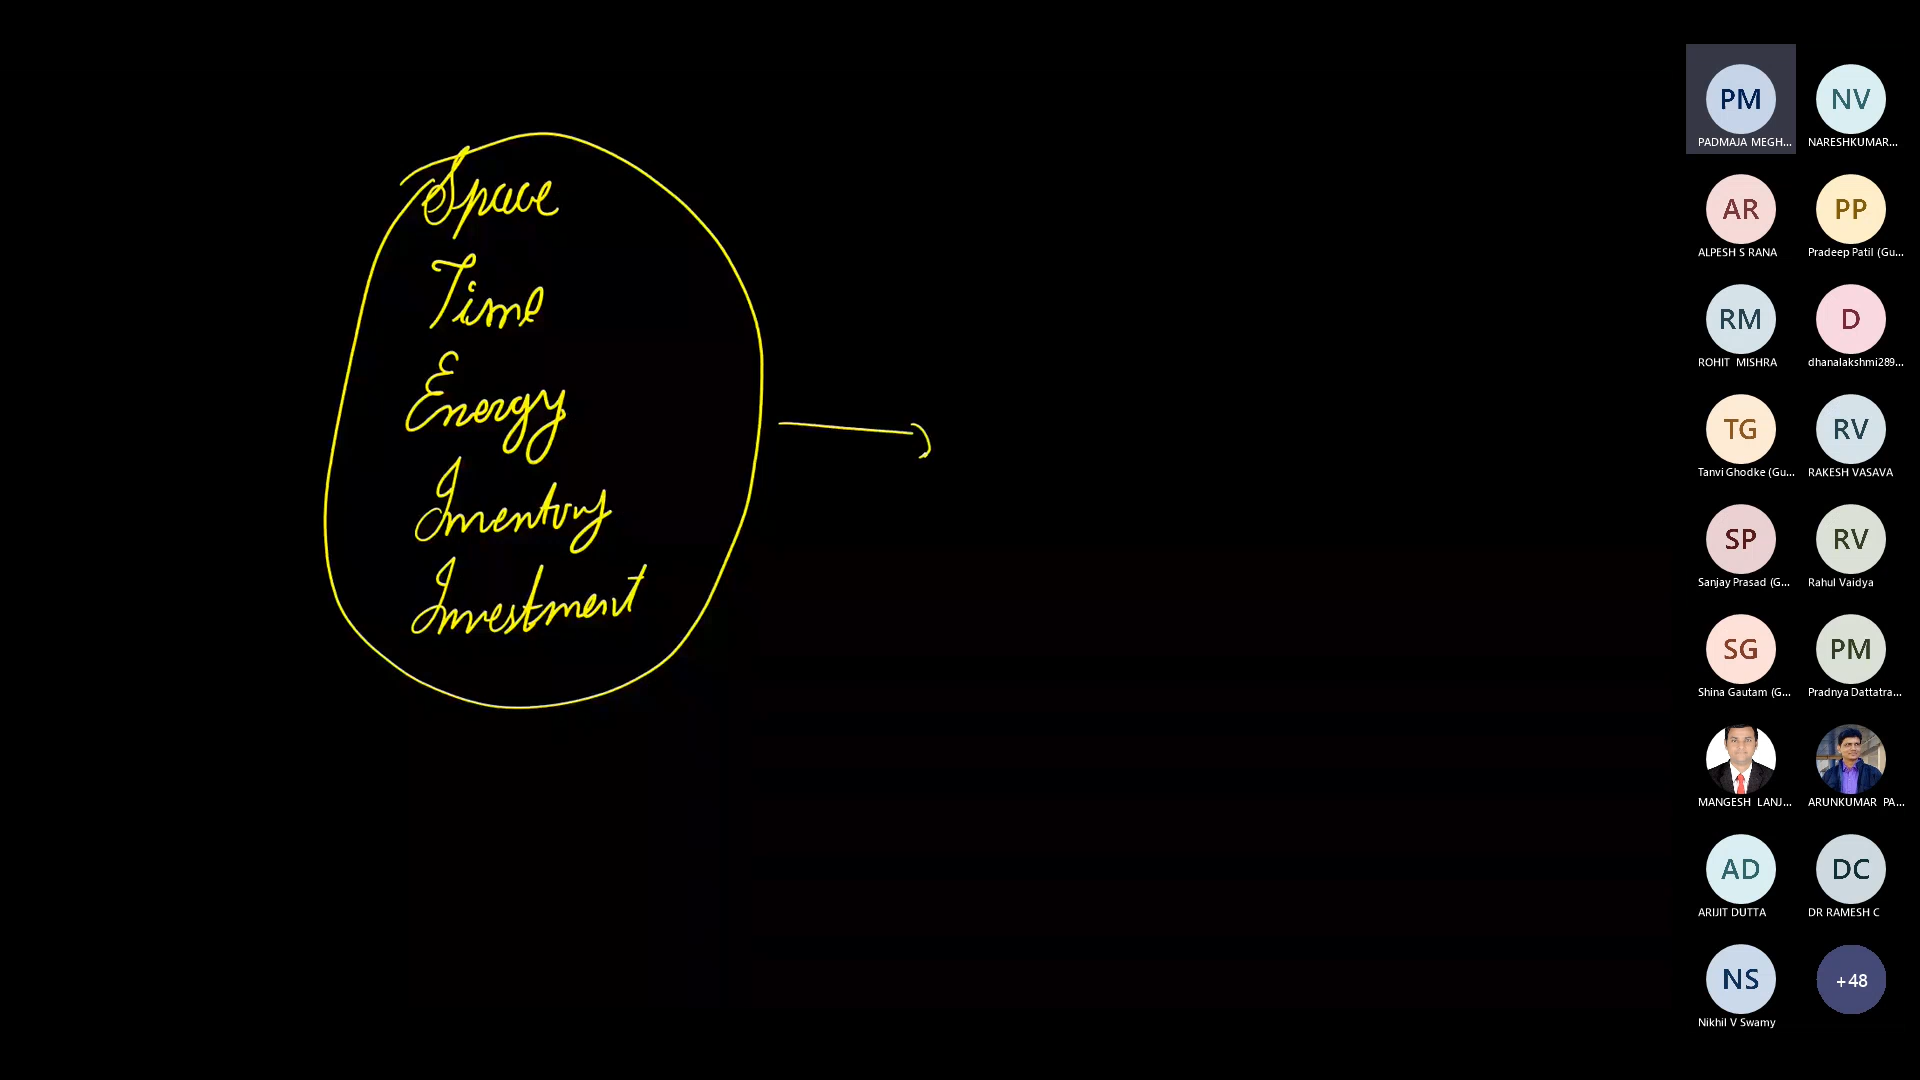 Space
Time
Energy
Inventory
Investment
PM
PADMAJA MEGH...
NV
NARESHKUMAR...
AR
ALPESH S RANA
PP
Pradeep Patil (Gu...
RM
ROHIT MISHRA
D
dhanalakshmi289...
TG
Tanvi Ghodke (Gu...
RV
RAKESH VASAVA
SP
Sanjay Prasad (G...
RV
Rahul Vaidya
SG
Shina Gautam (G...
PM
Pradnya Dattatra...
MANGESH LANJ...
ARUNKUMAR PA...
AD
ARIJIT DUTTA
DC
DR RAMESH C
NS
Nikhil V Swamy
+48